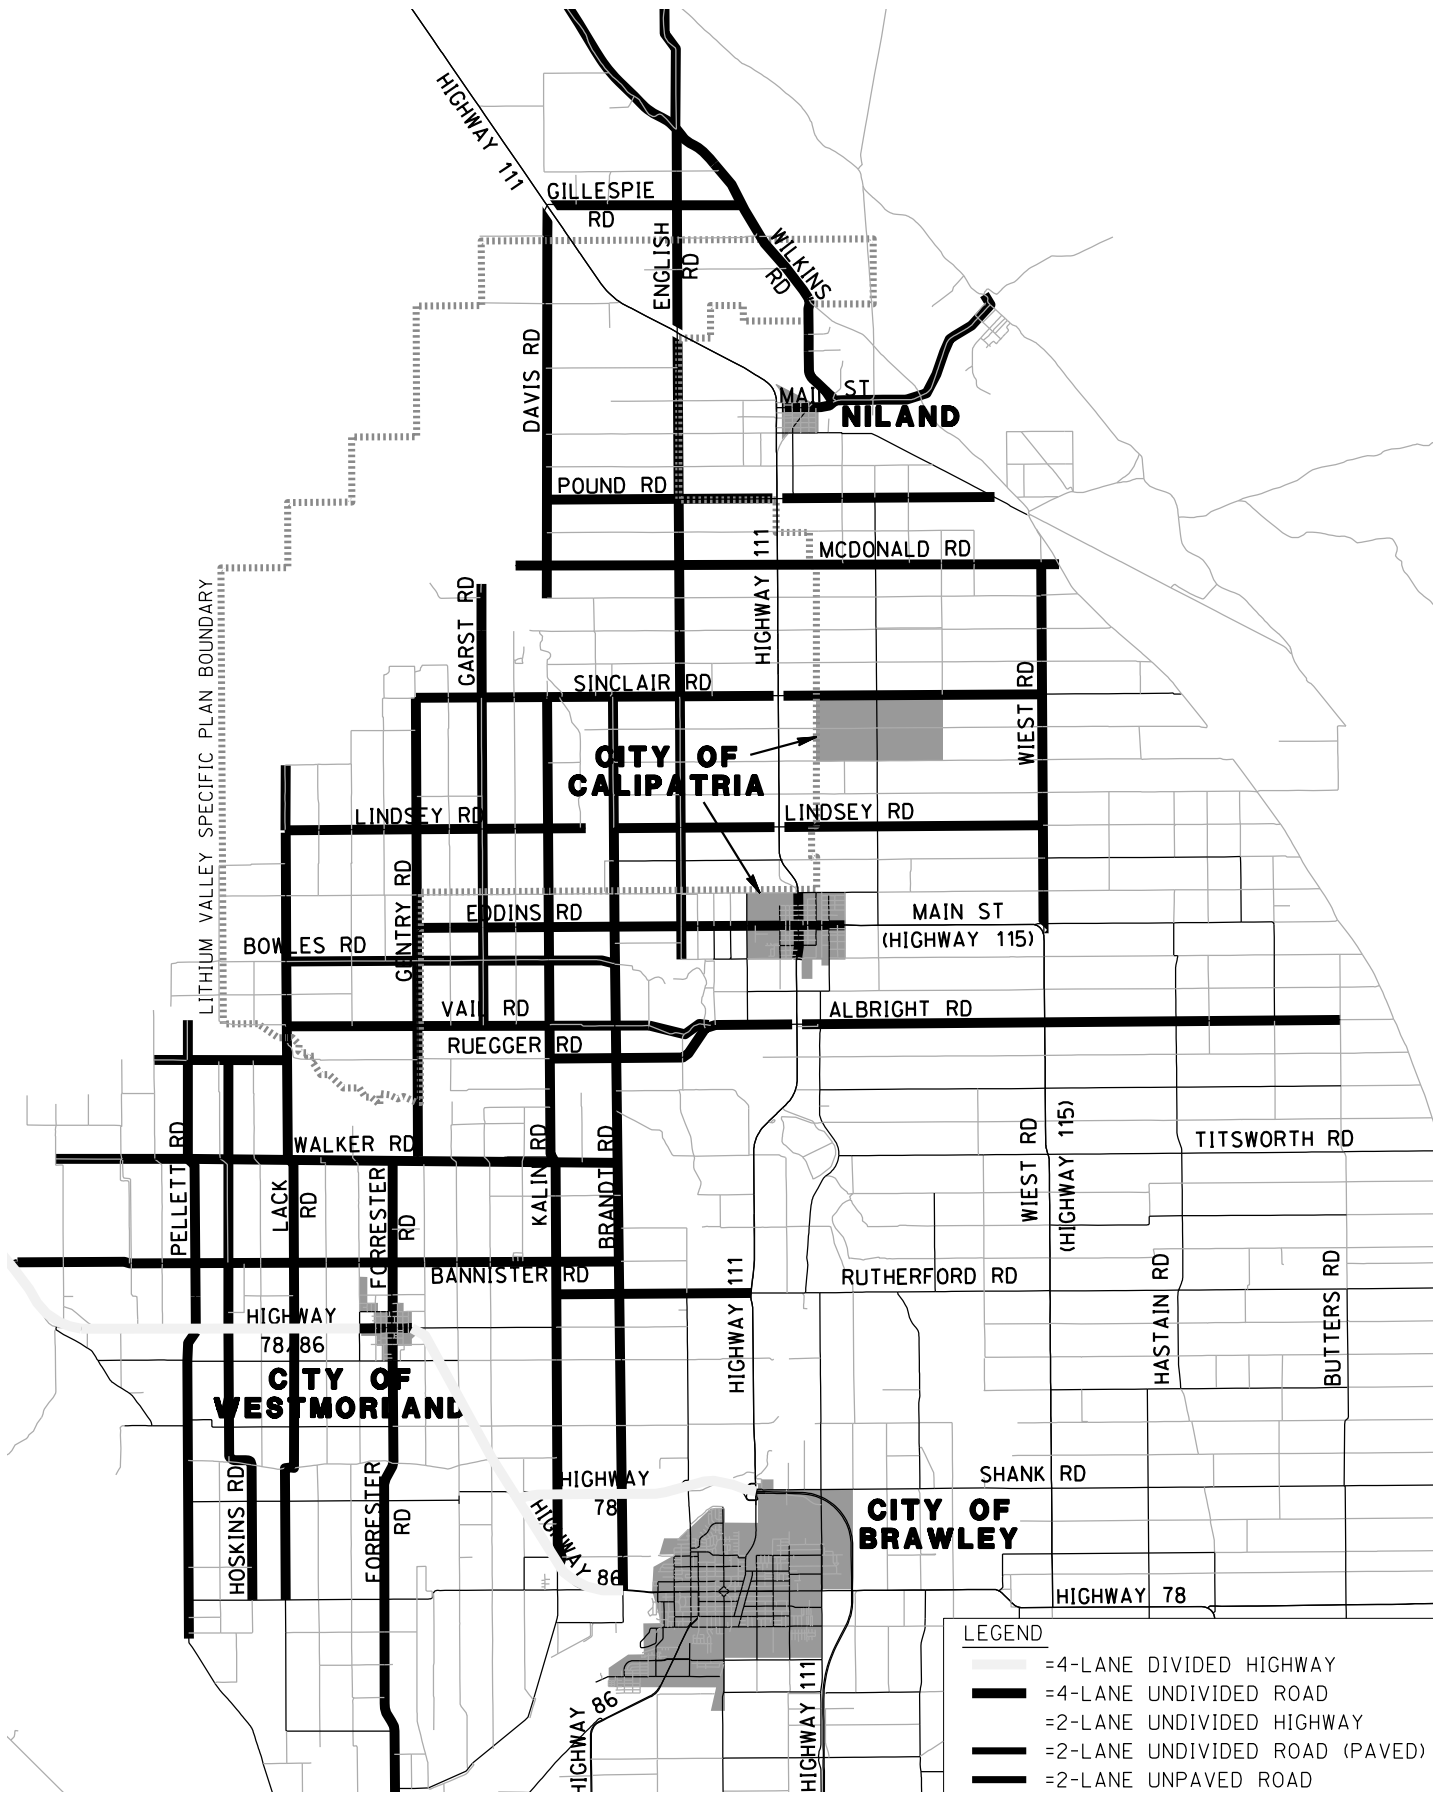 HIGHWAY 111
GILLESPIE
RD
ENGLISH
RD
WILKINS
RD
DAVIS RD
MAIN ST
NILAND
POUND RD
HIGHWAY 111
MCDONALD RD
GARST RD
LITHIUM VALLEY SPECIFIC PLAN BOUNDARY
SINCLAIR RD
WIEST RD
CITY OF
CALIPATRIA
LINDSEY RD
LINDSEY RD
GENTRY RD
EDDINS RD
MAIN ST
(HIGHWAY 115)
BOWLES RD
VAIL RD
ALBRIGHT RD
RUEGGER RD
PELLETT RD
WALKER RD
KALIN RD
BRANDT RD
WIEST RD
(HIGHWAY 115)
TITSWORTH RD
LACK
RD
FORRESTER
RD
BANNISTER RD
HIGHWAY 111
RUTHERFORD RD
HASTAIN RD
BUTTERS RD
HIGHWAY
78/86
CITY OF
WESTMORLAND
HOSKINS RD
FORRESTER
RD
HIGHWAY
78
HIGHWAY 86
SHANK RD
CITY OF
BRAWLEY
HIGHWAY 78
HIGHWAY 86
HIGHWAY 111
LEGEND
=4-LANE DIVIDED HIGHWAY
=4-LANE UNDIVIDED ROAD
=2-LANE UNDIVIDED HIGHWAY
=2-LANE UNDIVIDED ROAD (PAVED)
=2-LANE UNPAVED ROAD